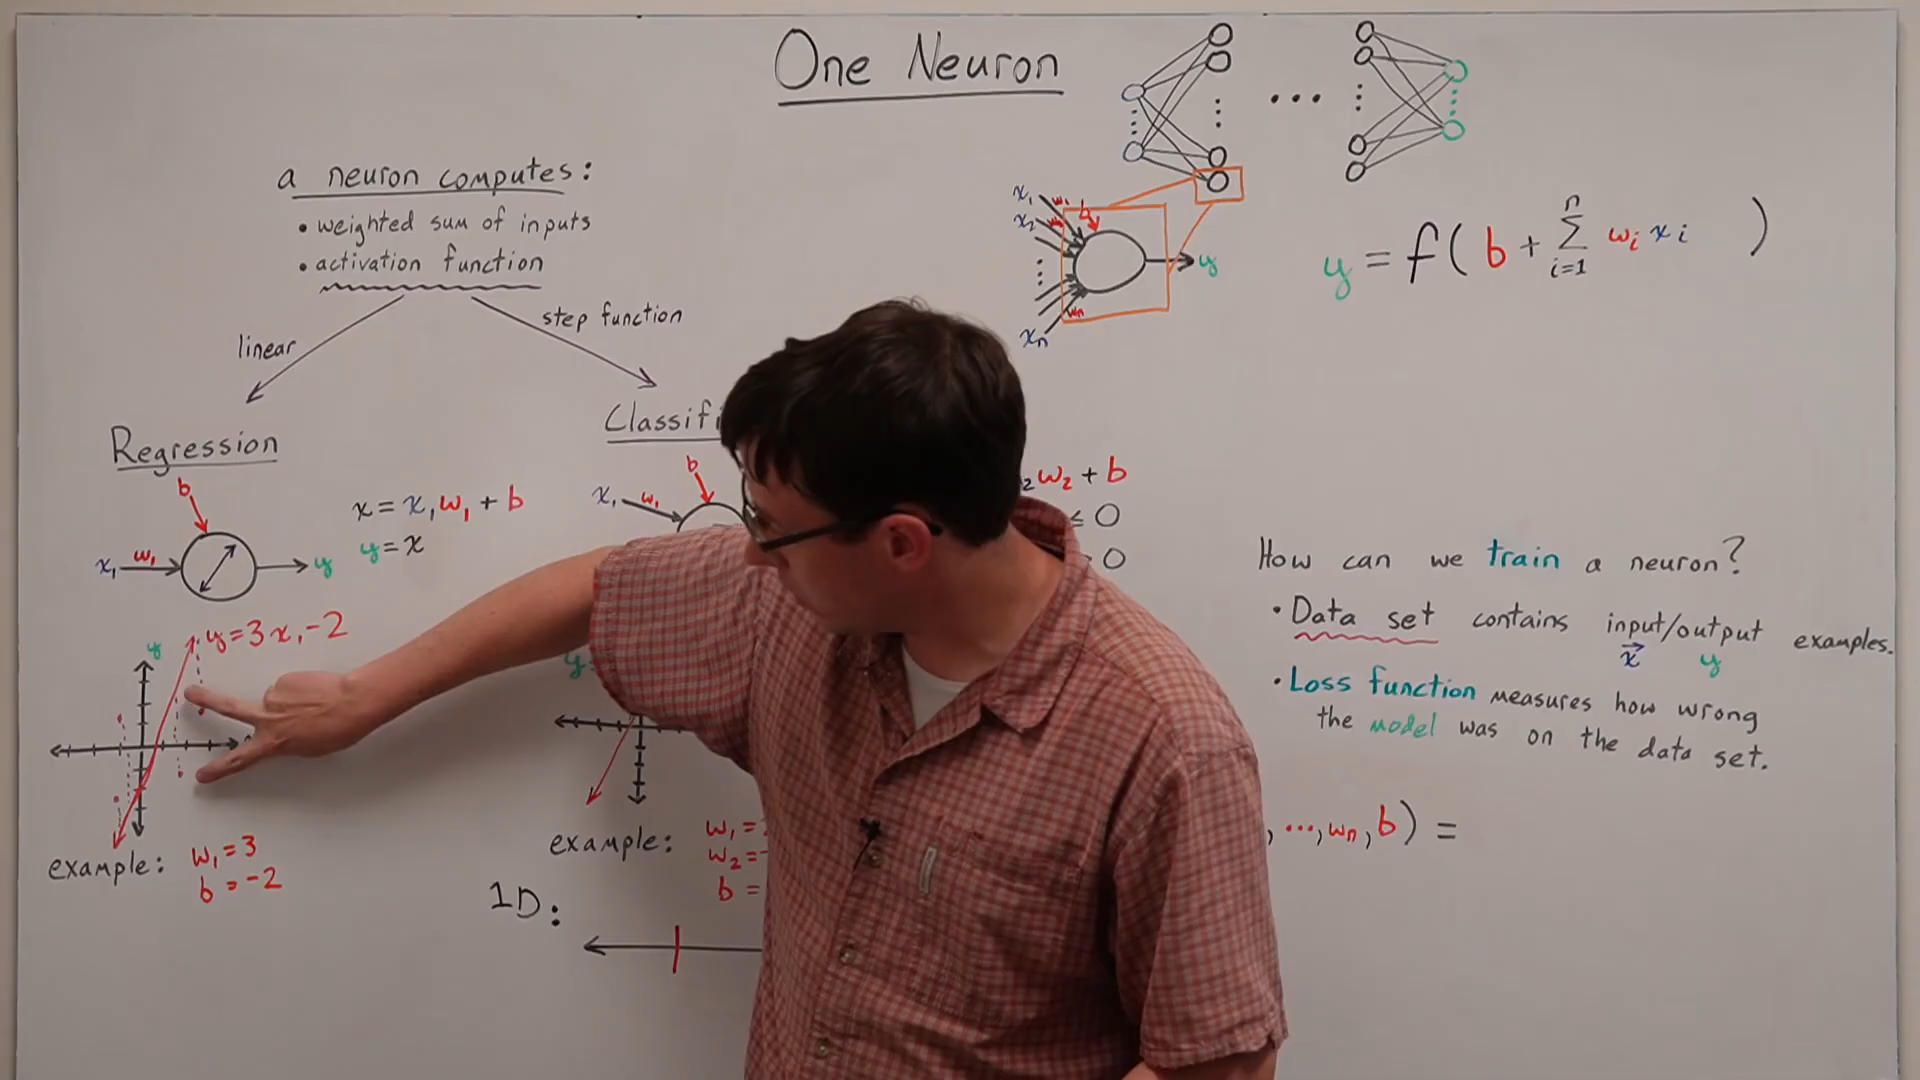 One Neuron
a neuron computes:
• weighted sum of inputs
• activation function
linear
step function
Regression
b
x₁ w₁ y
x = x₁w₁ + b
y = x
y = 3x₁ - 2
y
example: w₁ = 3
b = -2
b
x₁ w₁
₂w₂ + b
≤ 0
0
example: w₁ =
w₂ = -
b =
1D:
x₁ w₁ b
x₂
y
xₙ wₙ
y = f( b + Σ wᵢ xᵢ )
n
i=1
How can we train a neuron?
• Data set contains input/output examples.
x⃗ y
• Loss function measures how wrong
the model was on the data set.
, ..., wₙ, b) =